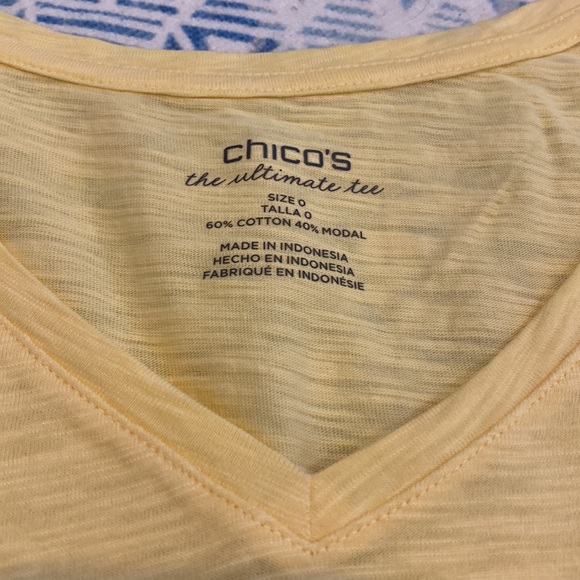 chico's
the ultimate tee
SIZE 0
TALLA 0
60% COTTON 40% MODAL
MADE IN INDONESIA
HECHO EN INDONESIA
FABRIQUÉ EN INDONÉSIE